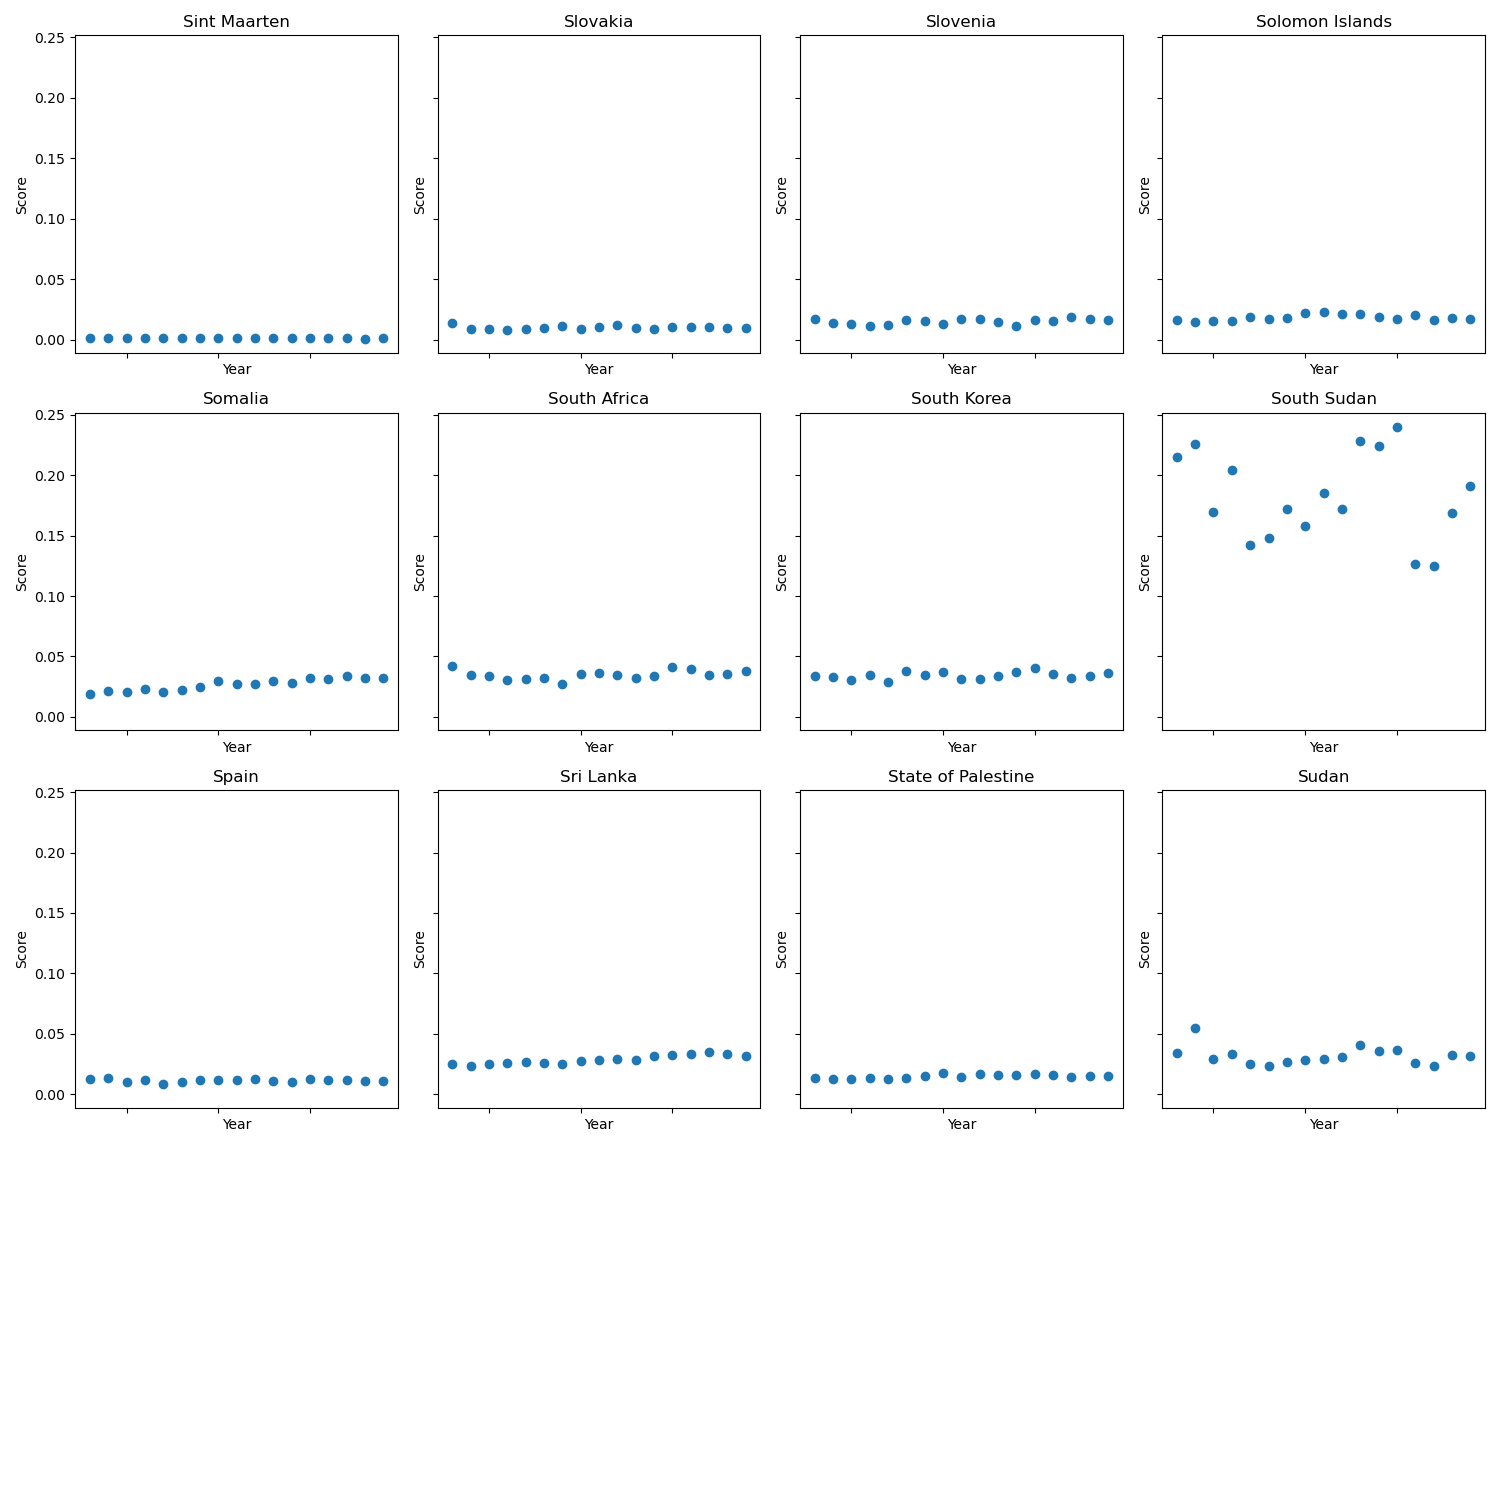 Sint Maarten
Slovakia
Slovenia
Solomon Islands
0.25
0.20
0.15
0.10
0.05
0.00
Score
Score
Score
Score
Year
Year
Year
Year
Somalia
South Africa
South Korea
South Sudan
0.25
0.20
0.15
0.10
0.05
0.00
Score
Score
Score
Score
Year
Year
Year
Year
Spain
Sri Lanka
State of Palestine
Sudan
0.25
0.20
0.15
0.10
0.05
0.00
Score
Score
Score
Score
Year
Year
Year
Year